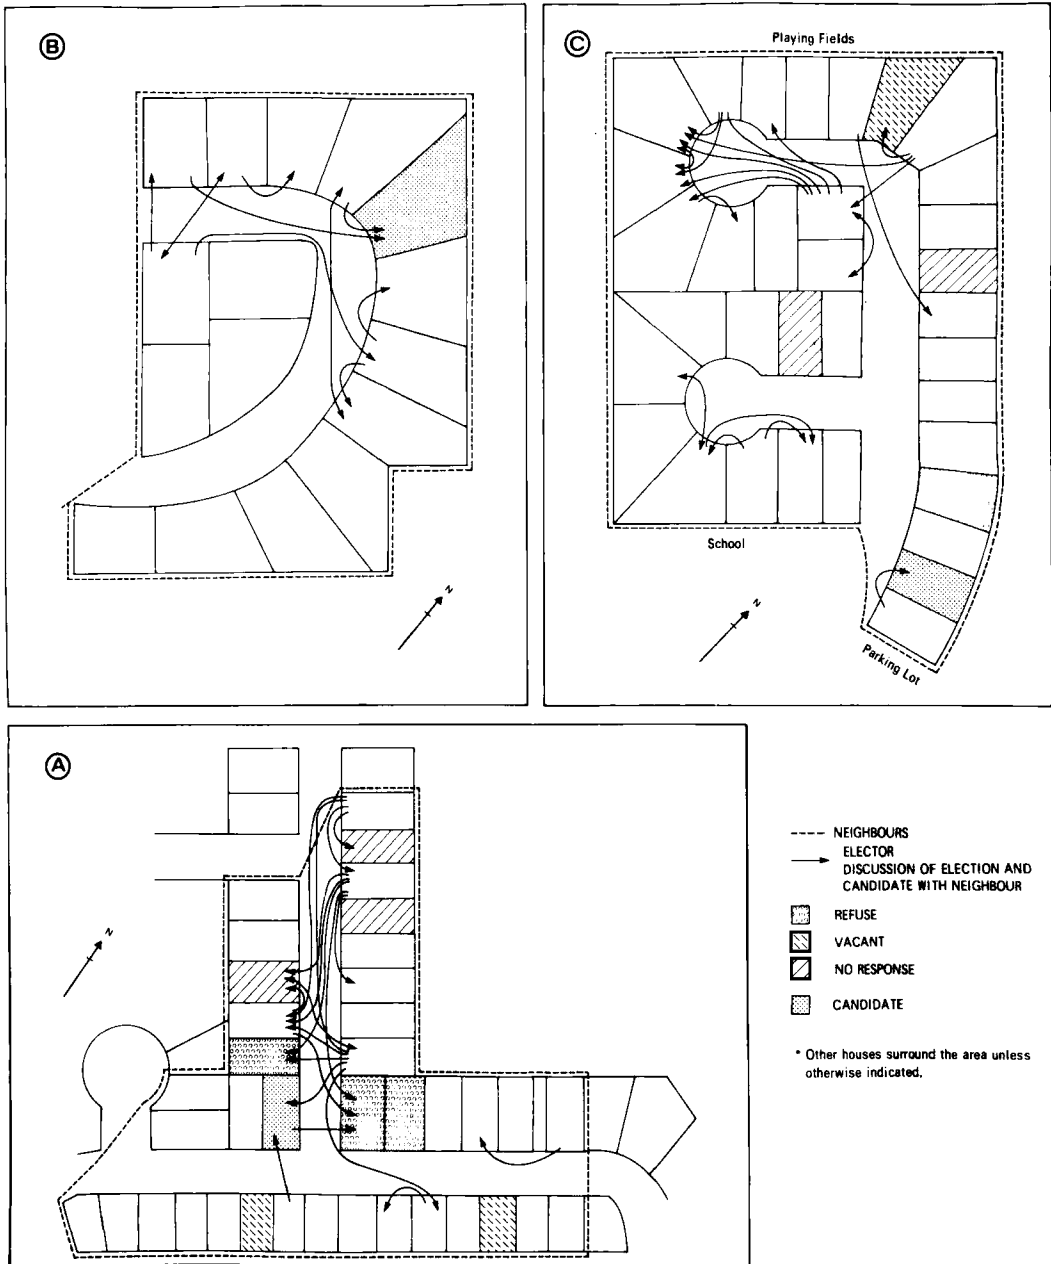 B
N
C
Playing Fields
School
N
Parking Lot
A
N
NEIGHBOURS
ELECTOR
DISCUSSION OF ELECTION AND
CANDIDATE WITH NEIGHBOUR
REFUSE
VACANT
NO RESPONSE
CANDIDATE
* Other houses surround the area unless
otherwise indicated.